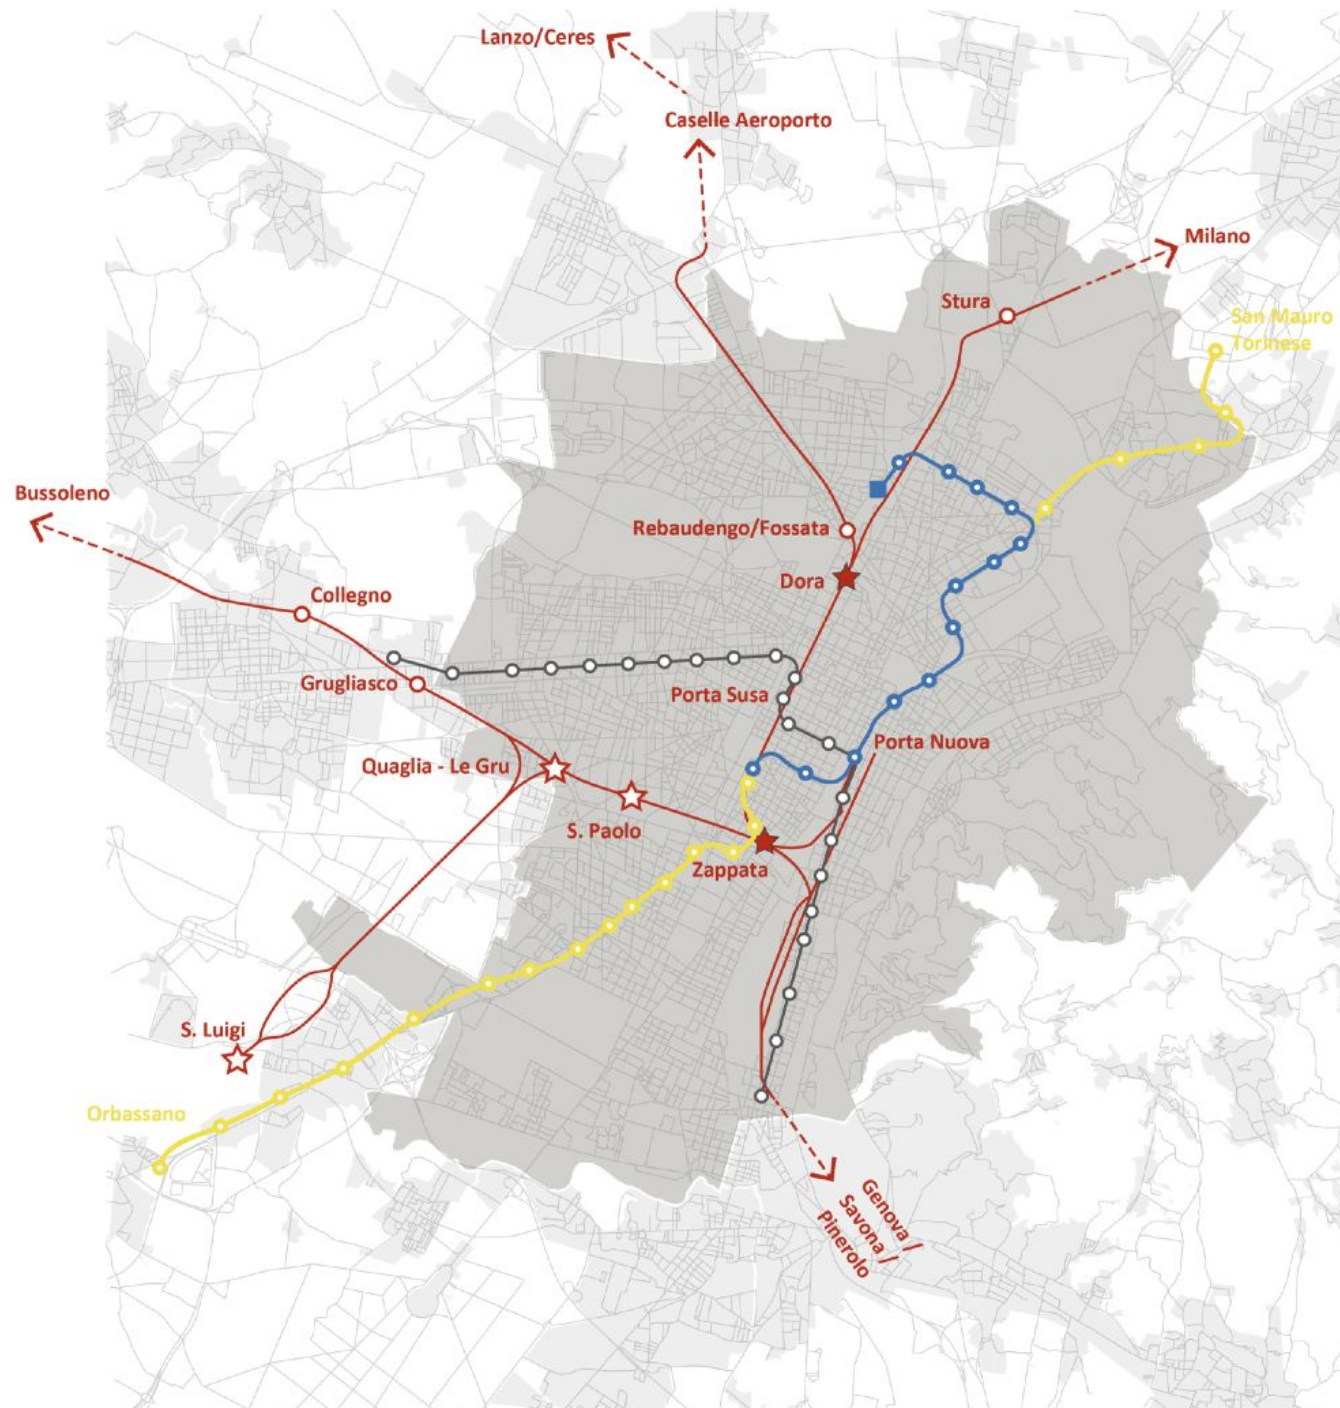 Lanzo/Ceres
Caselle Aeroporto
Milano
Stura
San Mauro
Torinese
Bussoleno
Rebaudengo/Fossata
Dora
Collegno
Grugliasco
Porta Susa
Porta Nuova
Quaglia - Le Gru
S. Paolo
Zappata
S. Luigi
Orbassano
Genova /
Savona /
Pinerolo